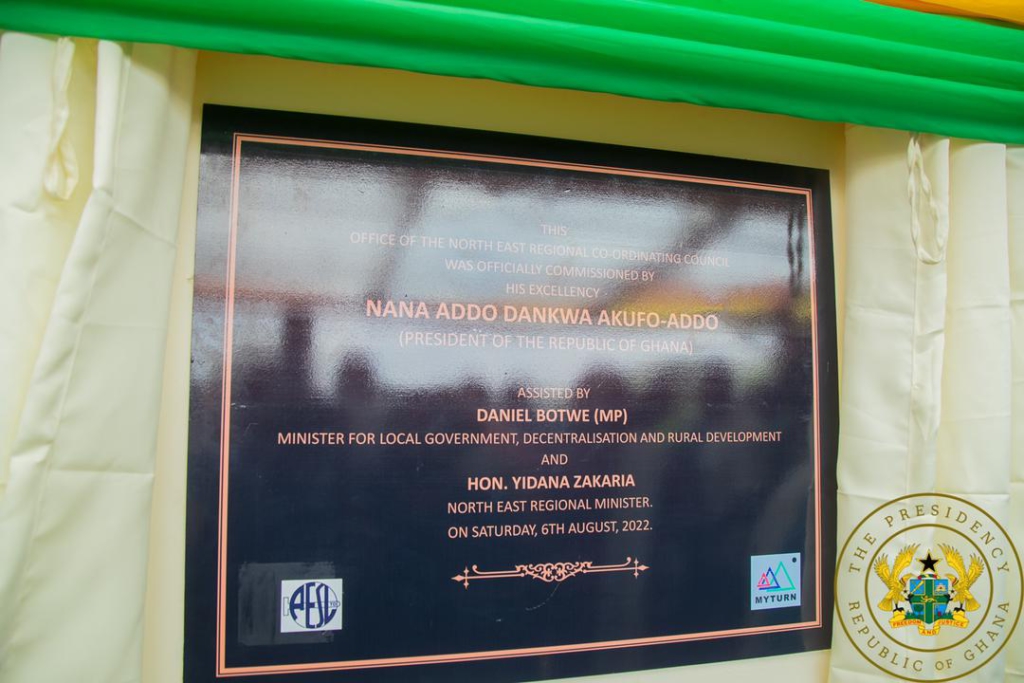 THIS
OFFICE OF THE NORTH EAST REGIONAL CO-ORDINATING COUNCIL
WAS OFFICIALLY COMMISSIONED BY
HIS EXCELLENCY
NANA ADDO DANKWA AKUFO-ADDO
(PRESIDENT OF THE REPUBLIC OF GHANA)
ASSISTED BY
DANIEL BOTWE (MP)
MINISTER FOR LOCAL GOVERNMENT, DECENTRALISATION AND RURAL DEVELOPMENT
AND
HON. YIDANA ZAKARIA
NORTH EAST REGIONAL MINISTER.
ON SATURDAY, 6TH AUGUST, 2022.
AESL
MYTURN
THE PRESIDENCY
REPUBLIC OF GHANA
FREEDOM AND JUSTICE